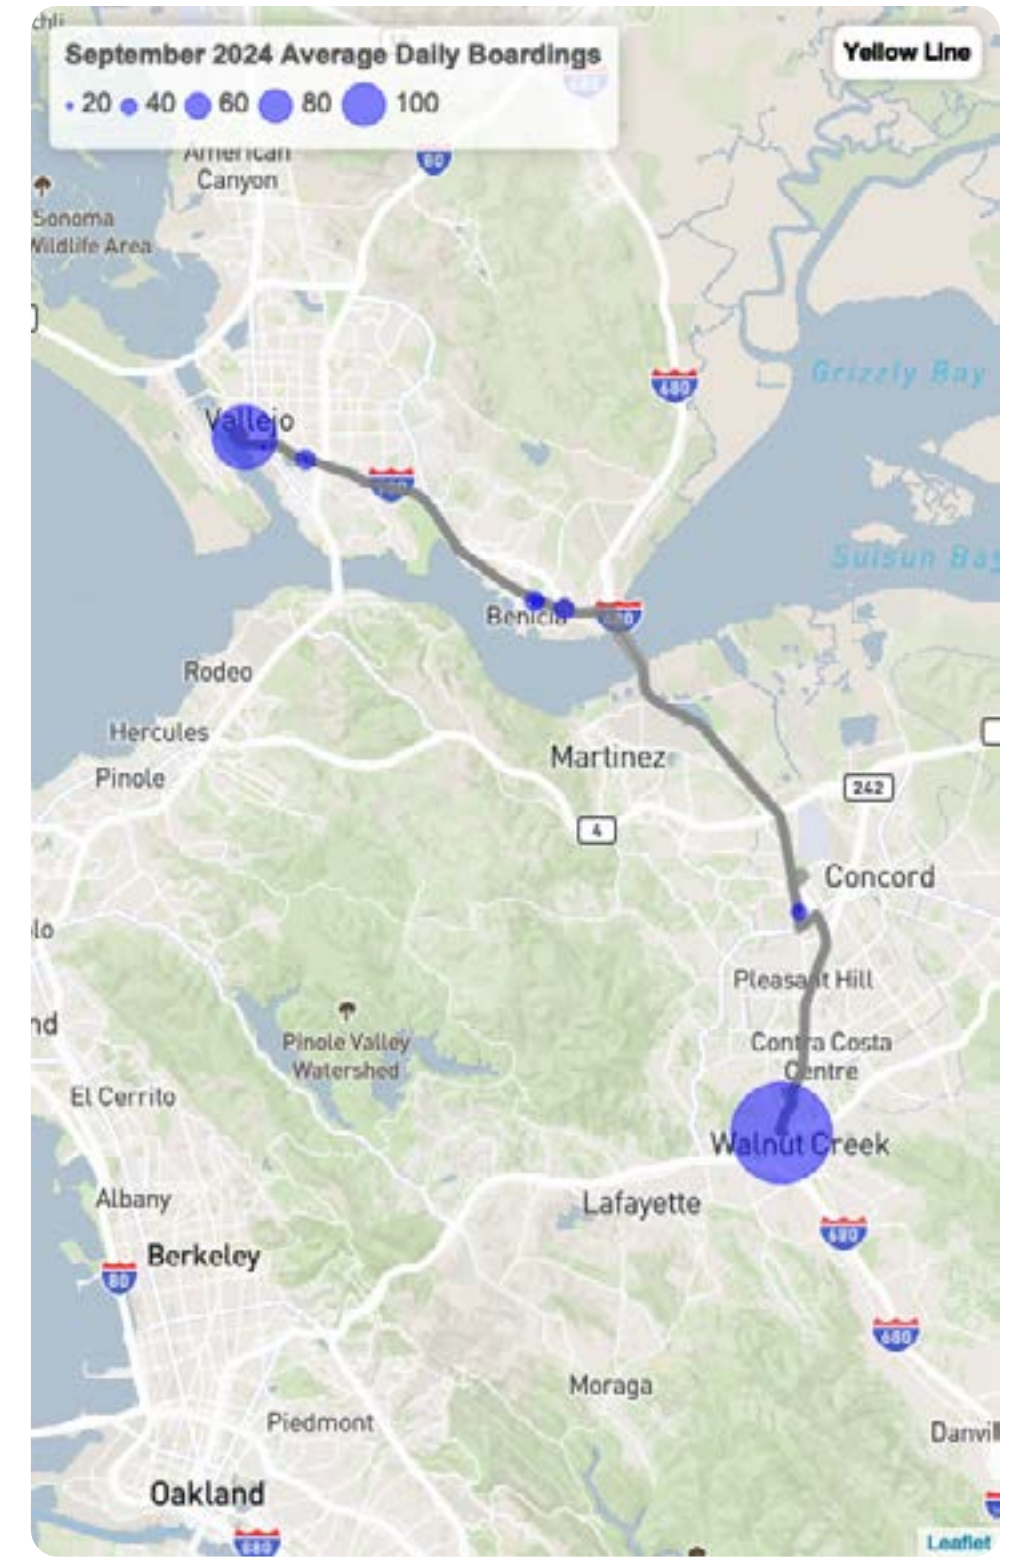 September 2024 Average Daily Boardings
20 40 60 80 100
Yellow Line
American
Canyon
80
Sonoma
Wildlife Area
680
Grizzly Bay
Vallejo
Suisun Bay
Benicia
Rodeo
Hercules
Pinole
Martinez
242
4
Concord
Pleasant Hill
Pinole Valley
Watershed
Contra Costa
Centre
El Cerrito
Walnut Creek
Albany
Lafayette
Berkeley
680
80
680
Moraga
Piedmont
Oakland
680
Leaflet